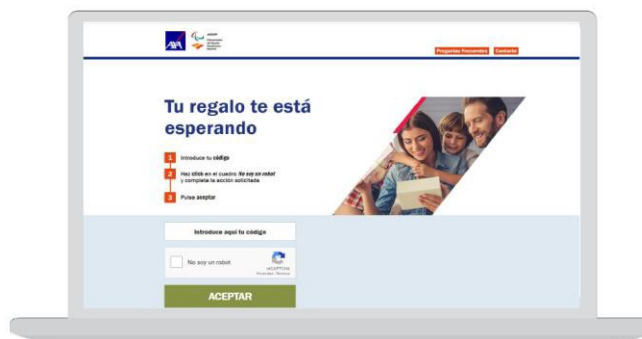 AXA
Preguntas Frecuentes
Contacto
Tu regalo te está
esperando
1 Introduce tu código
2 Haz click en el cuadro No soy un robot
y completa la acción solicitada
3 Pulsa aceptar
Introduce aquí tu código
No soy un robot
reCAPTCHA
Privacidad - Términos
ACEPTAR